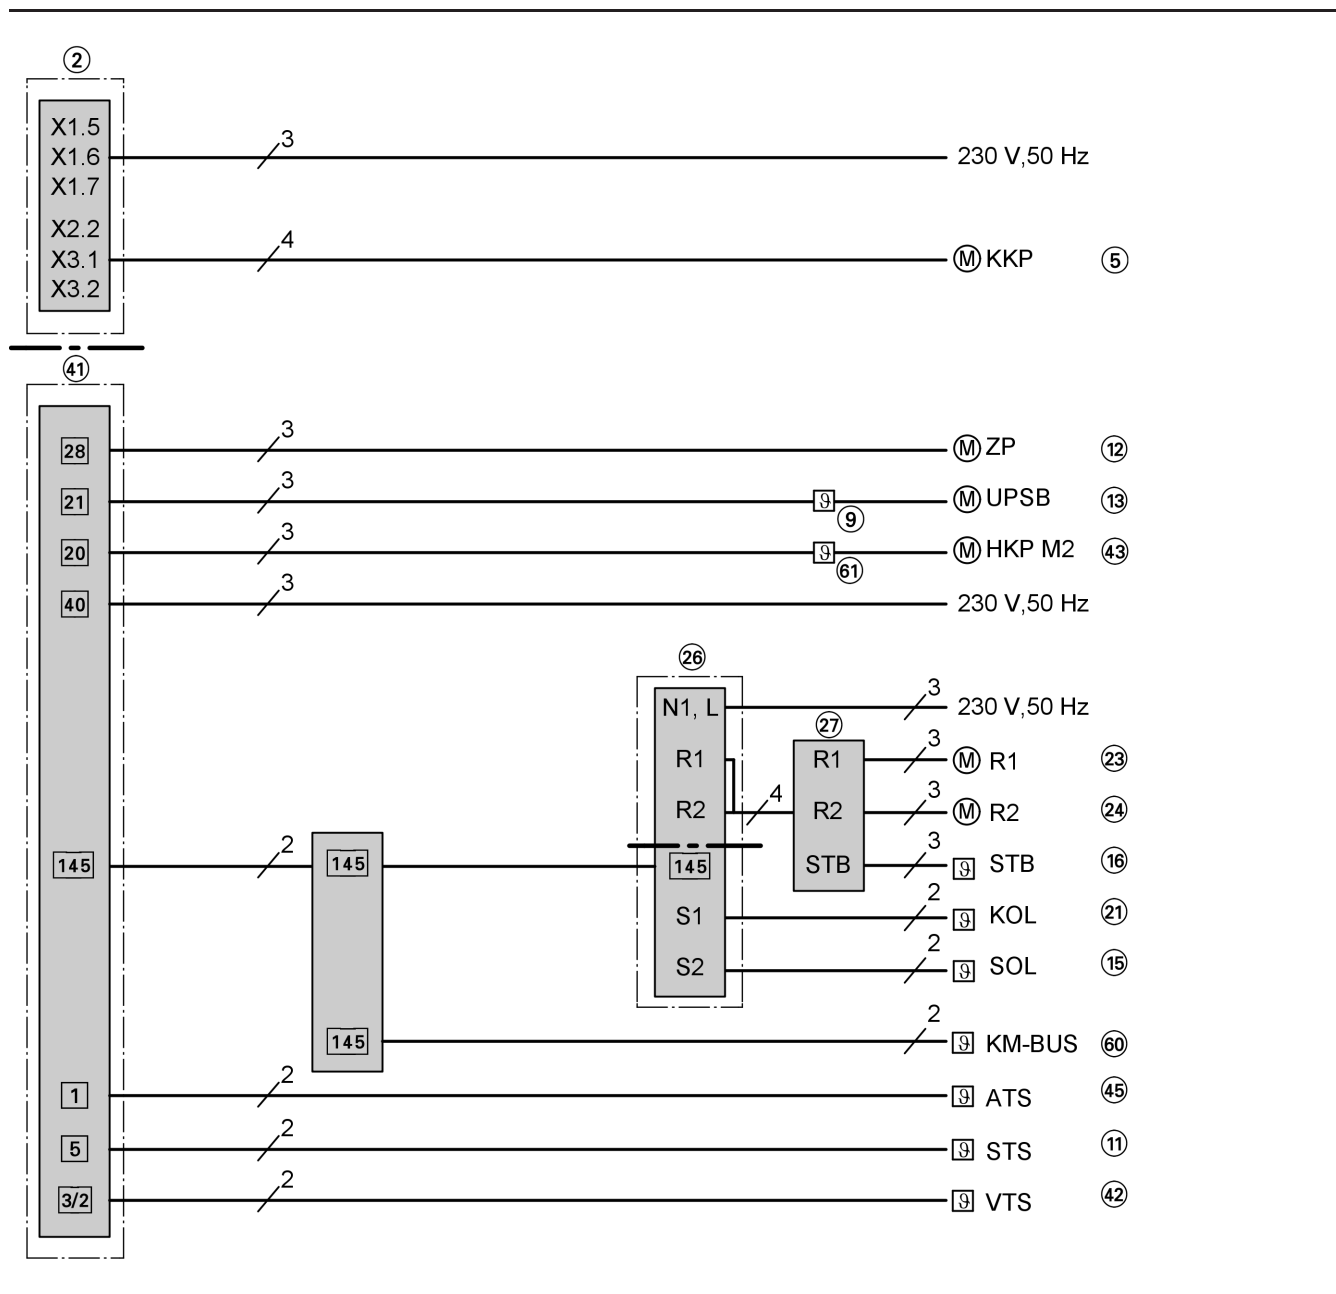 2
X1.5
3
X1.6 230 V,50 Hz
X1.7
X2.2
4
X3.1 M KKP 5
X3.2
41
3
28 M ZP 12
3
21 ϑ M UPSB 13
9
3
20 ϑ M HKP M2 43
61
3
40 230 V,50 Hz
26
3
N1, L 230 V,50 Hz
27
3
R1 R1 M R1 23
4 3
R2 R2 M R2 24
2 3
145 145 145 STB ϑ STB 16
2
S1 ϑ KOL 21
2
S2 ϑ SOL 15
2
145 ϑ KM-BUS 60
2
1 ϑ ATS 45
2
5 ϑ STS 11
2
3/2 ϑ VTS 42